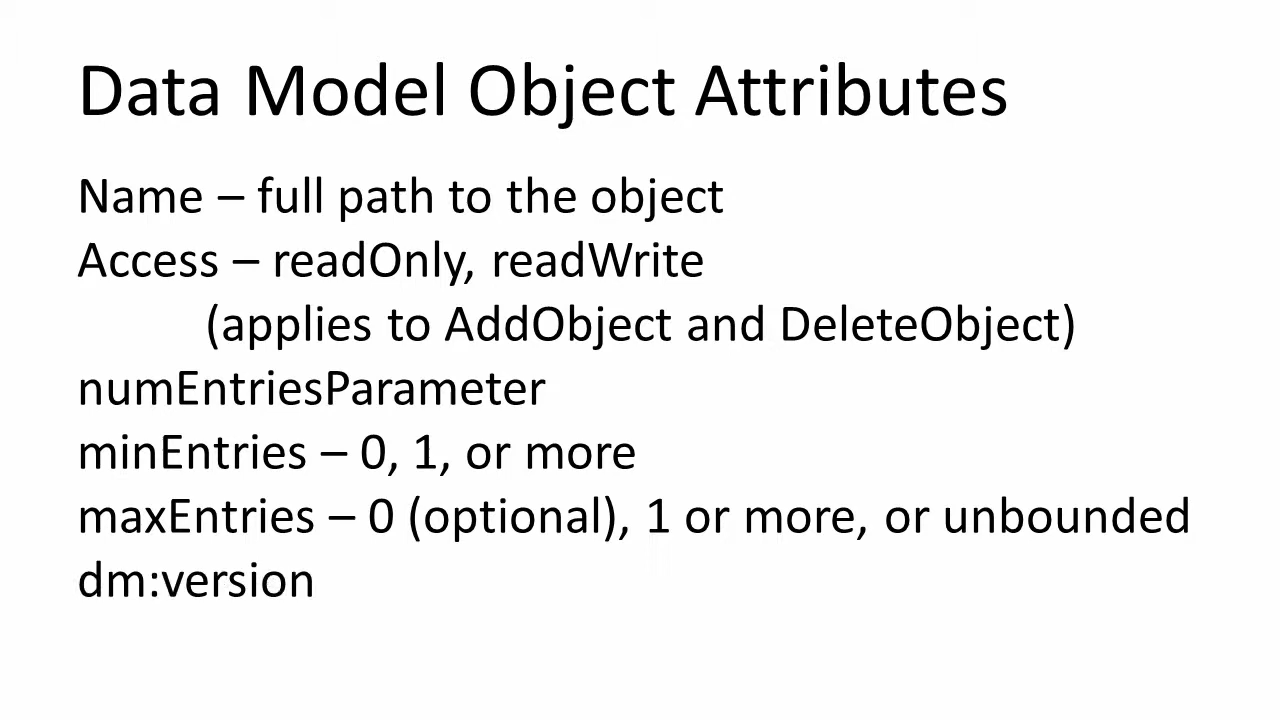 Data Model Object Attributes
Name – full path to the object
Access – readOnly, readWrite
(applies to AddObject and DeleteObject)
numEntriesParameter
minEntries – 0, 1, or more
maxEntries – 0 (optional), 1 or more, or unbounded
dm:version